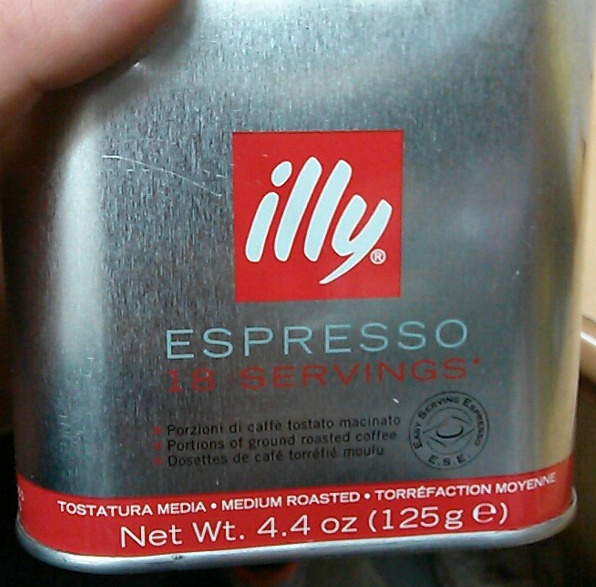 illy®
ESPRESSO
18 SERVINGS*
Porzioni di caffè tostato macinato
Portions of ground roasted coffee
Dosettes de café torréfié moulu
EASY SERVING ESPRESSO
E.S.E.
TOSTATURA MEDIA • MEDIUM ROASTED • TORRÉFACTION MOYENNE
Net Wt. 4.4 oz (125g ℮)